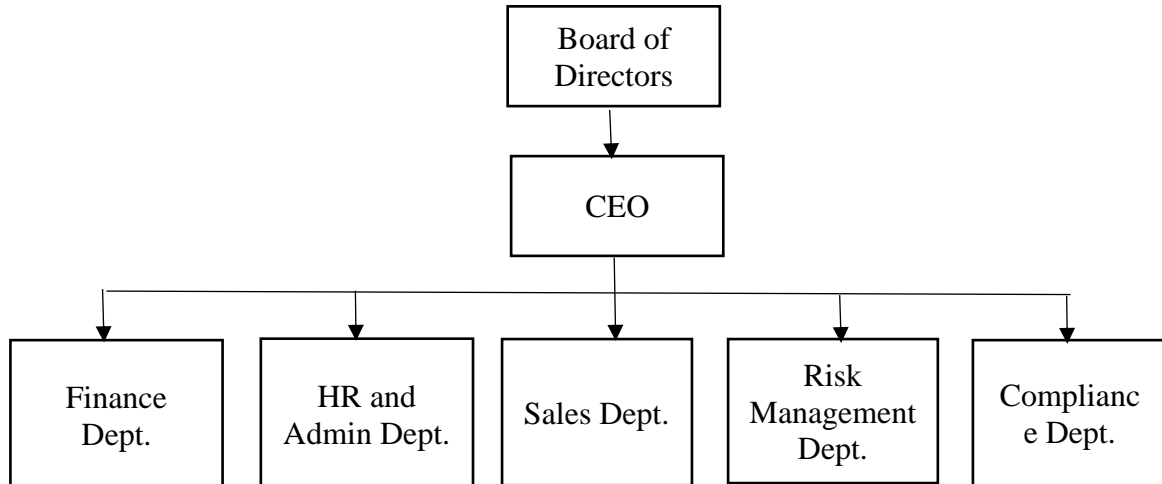 Board of
Directors
CEO
Finance
Dept.
HR and
Admin Dept.
Sales Dept.
Risk
Management
Dept.
Complianc
e Dept.